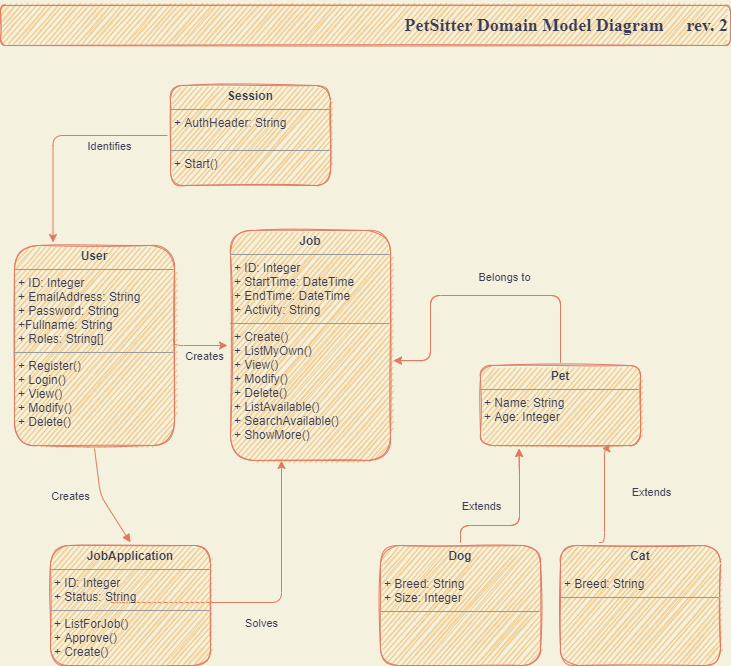 PetSitter Domain Model Diagram rev. 2
Session
+ AuthHeader: String
+ Start()
Identifies
User
+ ID: Integer
+ EmailAddress: String
+ Password: String
+Fullname: String
+ Roles: String[]
+ Register()
+ Login()
+ View()
+ Modify()
+ Delete()
Creates
Job
+ ID: Integer
+ StartTime: DateTime
+ EndTime: DateTime
+ Activity: String
+ Create()
+ ListMyOwn()
+ View()
+ Modify()
+ Delete()
+ ListAvailable()
+ SearchAvailable()
+ ShowMore()
Belongs to
Pet
+ Name: String
+ Age: Integer
Creates
Extends
Extends
JobApplication
+ ID: Integer
+ Status: String
+ ListForJob()
+ Approve()
+ Create()
Solves
Dog
+ Breed: String
+ Size: Integer
Cat
+ Breed: String